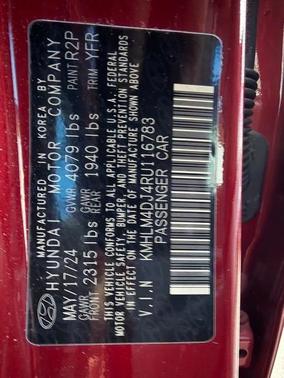 MANUFACTURED IN KOREA BY
HYUNDAI MOTOR COMPANY
MAY/17/24 GVWR 4079 lbs PAINT R2P
GAWR FRONT 2315 lbs GAWR REAR 1940 lbs TRIM YFR
THIS VEHICLE CONFORMS TO ALL APPLICABLE U.S.A. FEDERAL
MOTOR VEHICLE SAFETY, BUMPER, AND THEFT PREVENTION STANDARDS
IN EFFECT ON THE DATE OF MANUFACTURE SHOWN ABOVE.
V.I.N KMHLM4DJ4RU116783
PASSENGER CAR